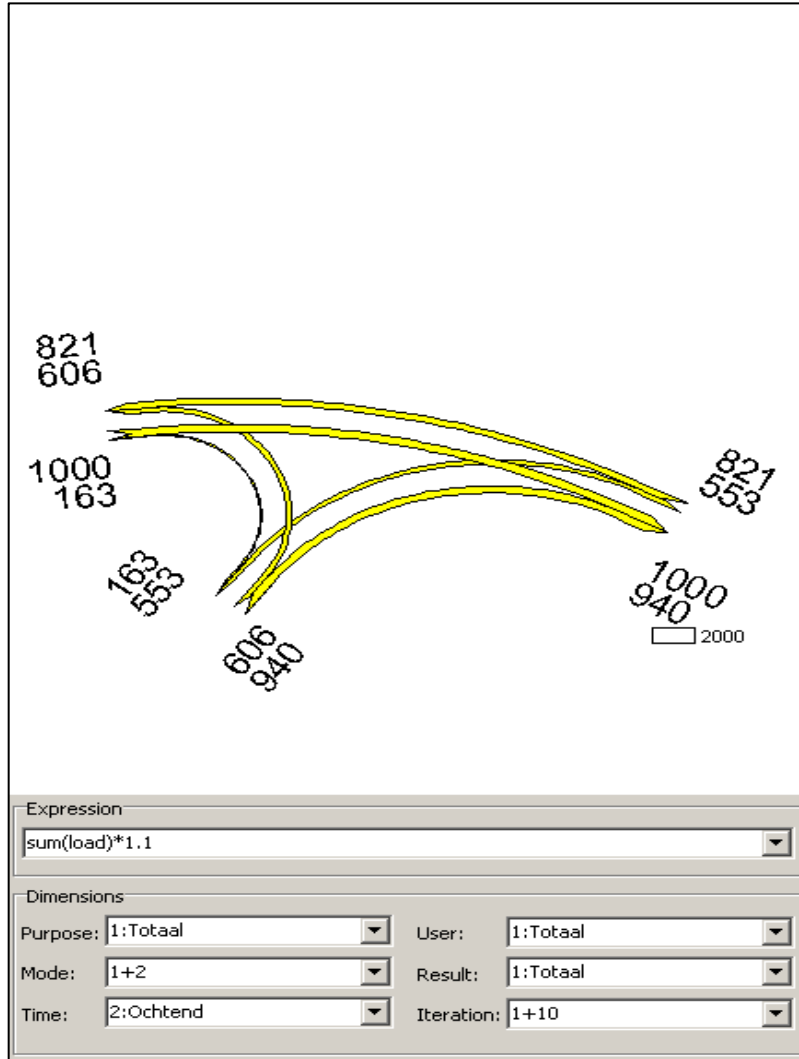 821
606
1000
163
821
553
163
553
1000
940
2000
606
940
Expression
sum(load)*1.1
Dimensions
Purpose: 1:Totaal User: 1:Totaal
Mode: 1+2 Result: 1:Totaal
Time: 2:Ochtend Iteration: 1+10